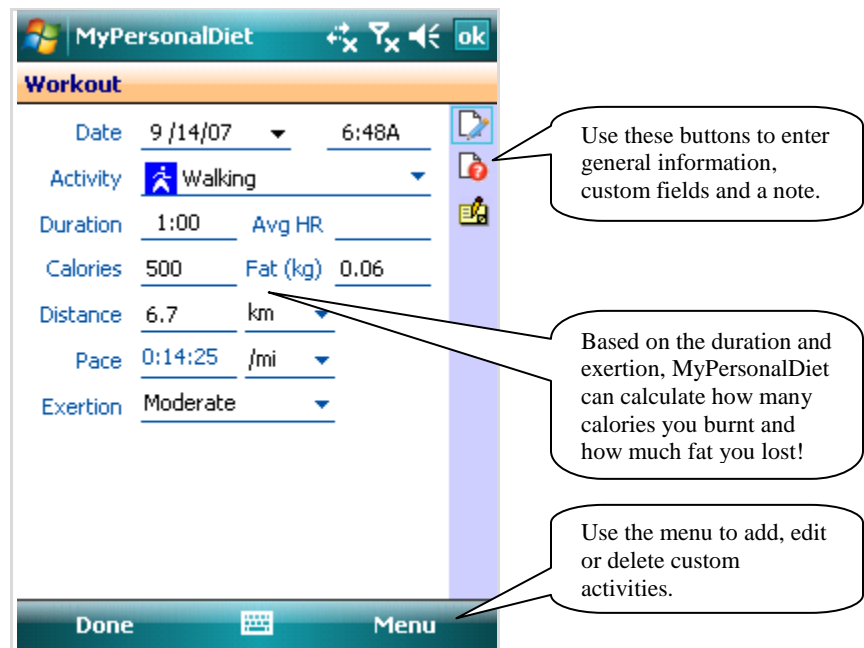 MyPersonalDiet ok
Workout
Date 9 /14/07 6:48A
Activity Walking
Duration 1:00 Avg HR
Calories 500 Fat (kg) 0.06
Distance 6.7 km
Pace 0:14:25 /mi
Exertion Moderate
Done Menu
Use these buttons to enter
general information,
custom fields and a note.
Based on the duration and
exertion, MyPersonalDiet
can calculate how many
calories you burnt and
how much fat you lost!
Use the menu to add, edit
or delete custom
activities.